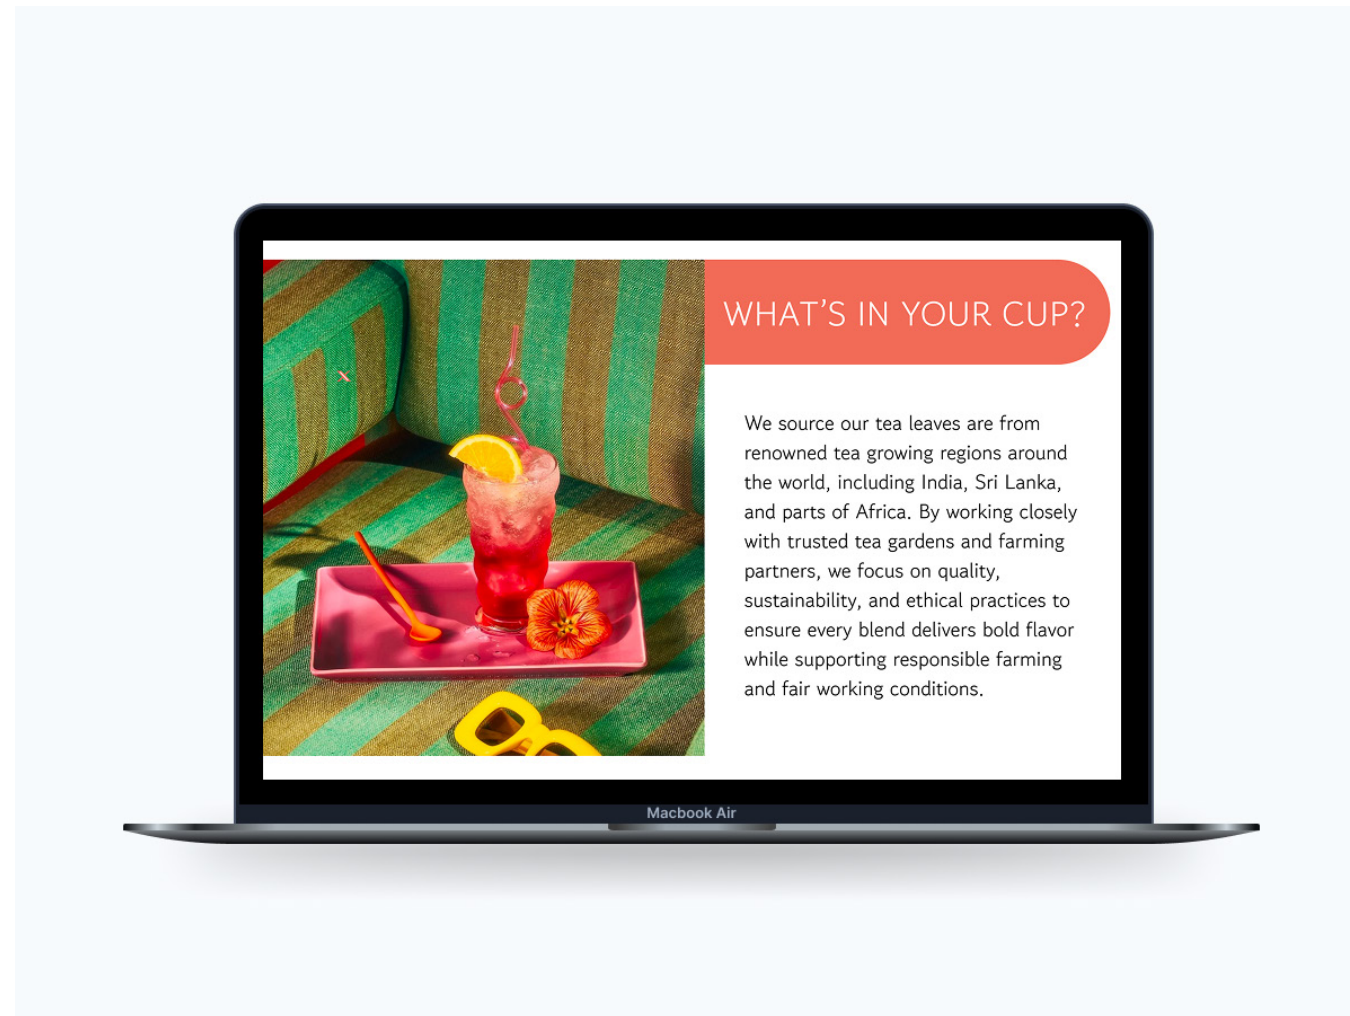 WHAT'S IN YOUR CUP?
We source our tea leaves are from
renowned tea growing regions around
the world, including India, Sri Lanka,
and parts of Africa. By working closely
with trusted tea gardens and farming
partners, we focus on quality,
sustainability, and ethical practices to
ensure every blend delivers bold flavor
while supporting responsible farming
and fair working conditions.
Macbook Air